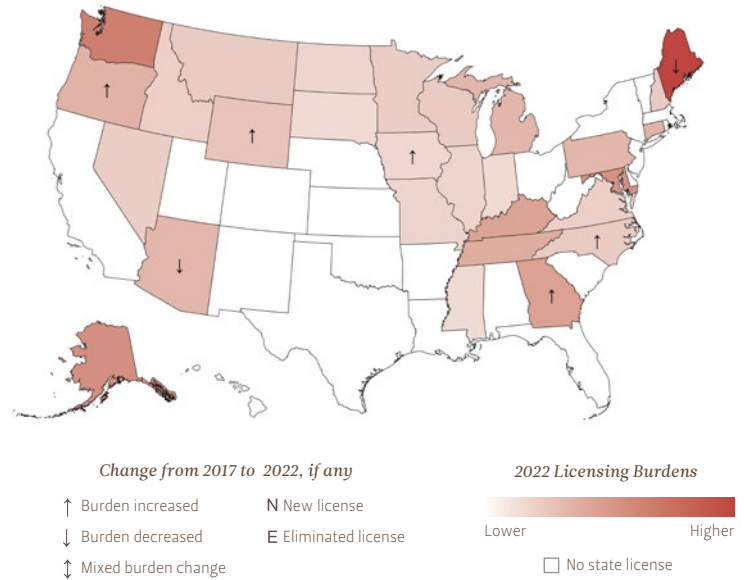 Change from 2017 to 2022, if any
↑ Burden increased
↓ Burden decreased
↕ Mixed burden change
N New license
E Eliminated license
2022 Licensing Burdens
Lower Higher
No state license